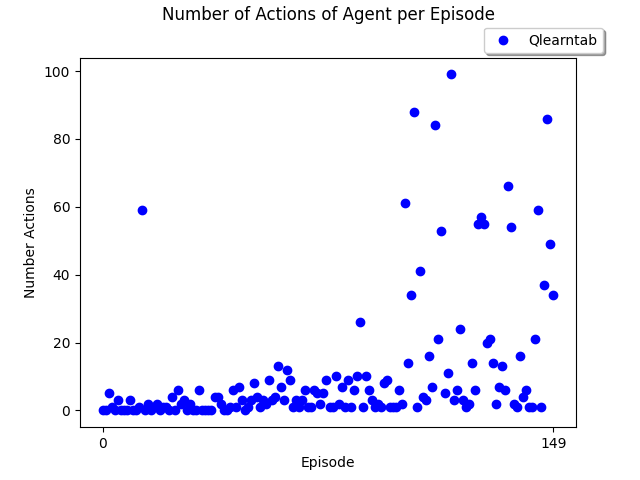 Number of Actions of Agent per Episode
Qlearntab
100
80
60
40
20
0
Number Actions
0
149
Episode